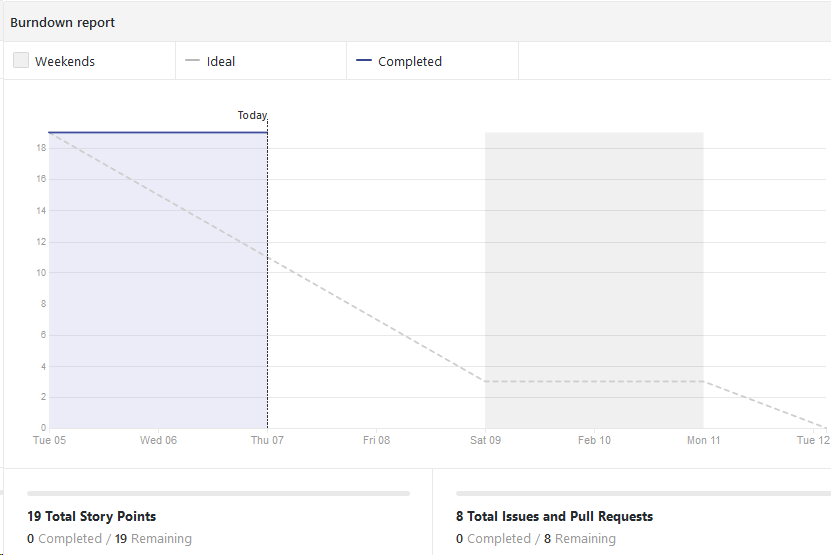 Burndown report
Weekends
Ideal
Completed
Today
18
16
14
12
10
8
6
4
2
0
Tue 05
Wed 06
Thu 07
Fri 08
Sat 09
Feb 10
Mon 11
Tue 12
19 Total Story Points
0 Completed / 19 Remaining
8 Total Issues and Pull Requests
0 Completed / 8 Remaining